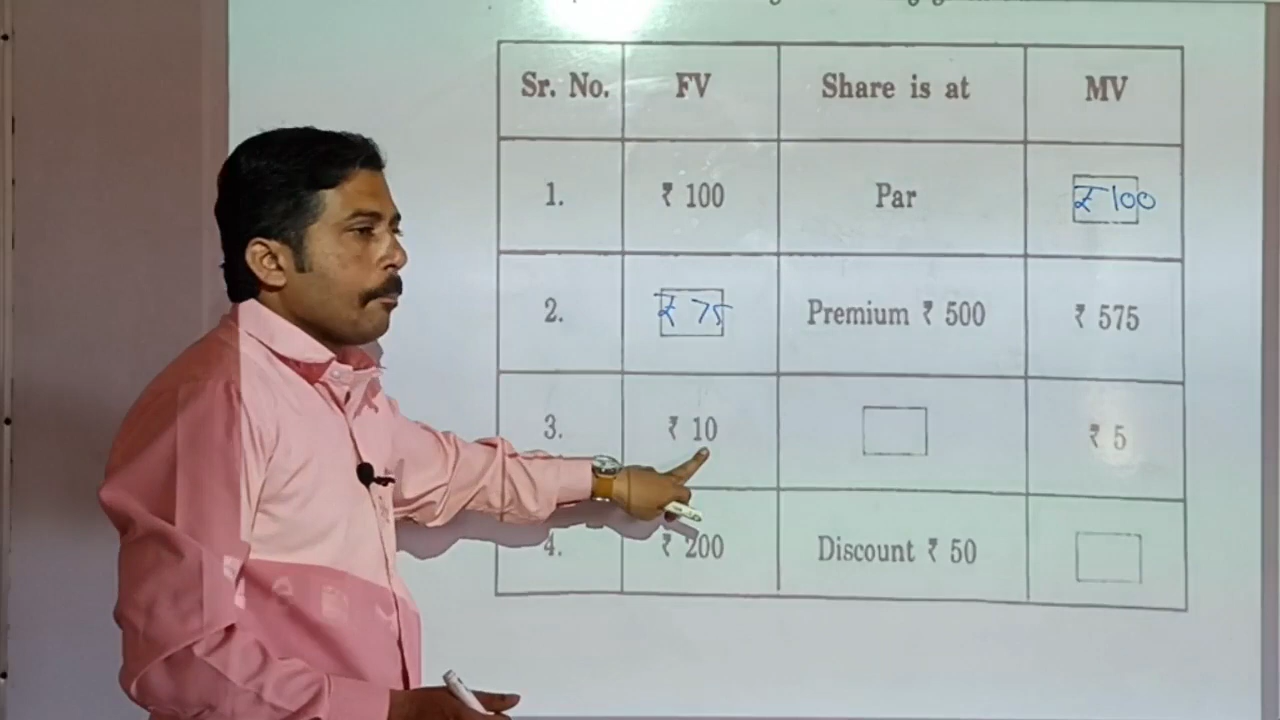 Sr. No. FV Share is at MV
1. ₹ 100 Par ₹ 100
2. ₹ 75 Premium ₹ 500 ₹ 575
3. ₹ 10 ₹ 5
4. ₹ 200 Discount ₹ 50